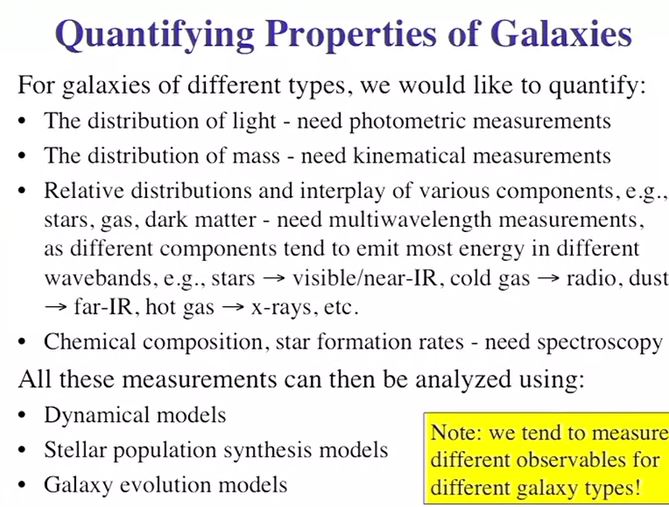 Quantifying Properties of Galaxies
For galaxies of different types, we would like to quantify:
• The distribution of light - need photometric measurements
• The distribution of mass - need kinematical measurements
• Relative distributions and interplay of various components, e.g.,
stars, gas, dark matter - need multiwavelength measurements,
as different components tend to emit most energy in different
wavebands, e.g., stars → visible/near-IR, cold gas → radio, dust
→ far-IR, hot gas → x-rays, etc.
• Chemical composition, star formation rates - need spectroscopy
All these measurements can then be analyzed using:
• Dynamical models
• Stellar population synthesis models
• Galaxy evolution models
Note: we tend to measure
different observables for
different galaxy types!